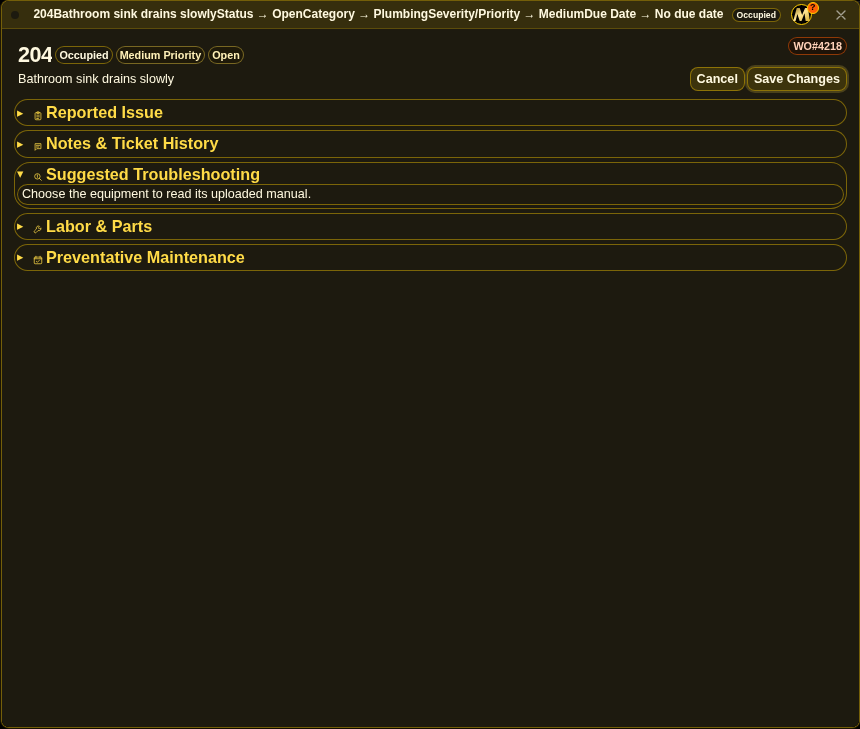 204Bathroom sink drains slowlyStatus → OpenCategory → PlumbingSeverity/Priority → MediumDue Date → No due date Occupied M ?
WO#4218
204 Occupied Medium Priority Open
Bathroom sink drains slowly
Cancel Save Changes
Reported Issue
Notes & Ticket History
Suggested Troubleshooting
Choose the equipment to read its uploaded manual.
Labor & Parts
Preventative Maintenance